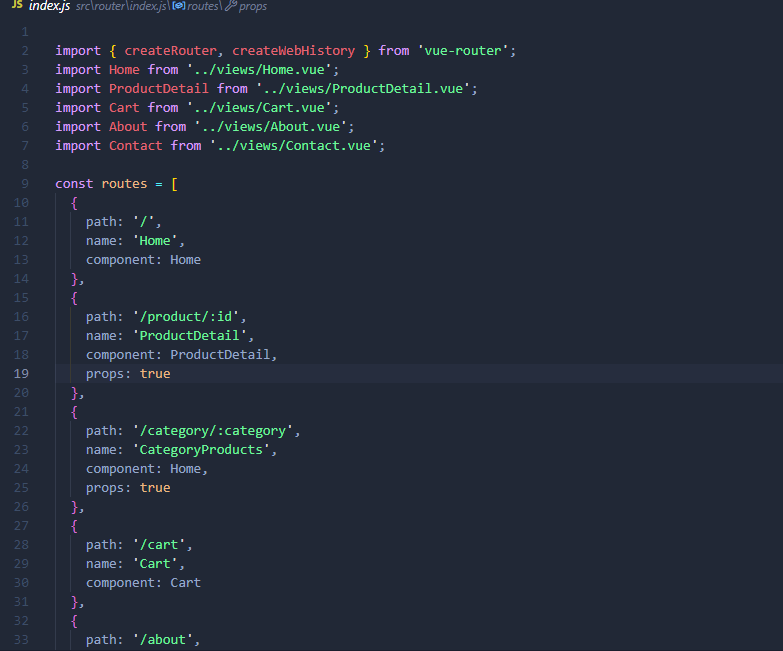 JS index.js src\router\index.js\routes\props
1
2 import { createRouter, createWebHistory } from 'vue-router';
3 import Home from '../views/Home.vue';
4 import ProductDetail from '../views/ProductDetail.vue';
5 import Cart from '../views/Cart.vue';
6 import About from '../views/About.vue';
7 import Contact from '../views/Contact.vue';
8
9 const routes = [
10   {
11     path: '/',
12     name: 'Home',
13     component: Home
14   },
15   {
16     path: '/product/:id',
17     name: 'ProductDetail',
18     component: ProductDetail,
19     props: true
20   },
21   {
22     path: '/category/:category',
23     name: 'CategoryProducts',
24     component: Home,
25     props: true
26   },
27   {
28     path: '/cart',
29     name: 'Cart',
30     component: Cart
31   },
32   {
33     path: '/about',